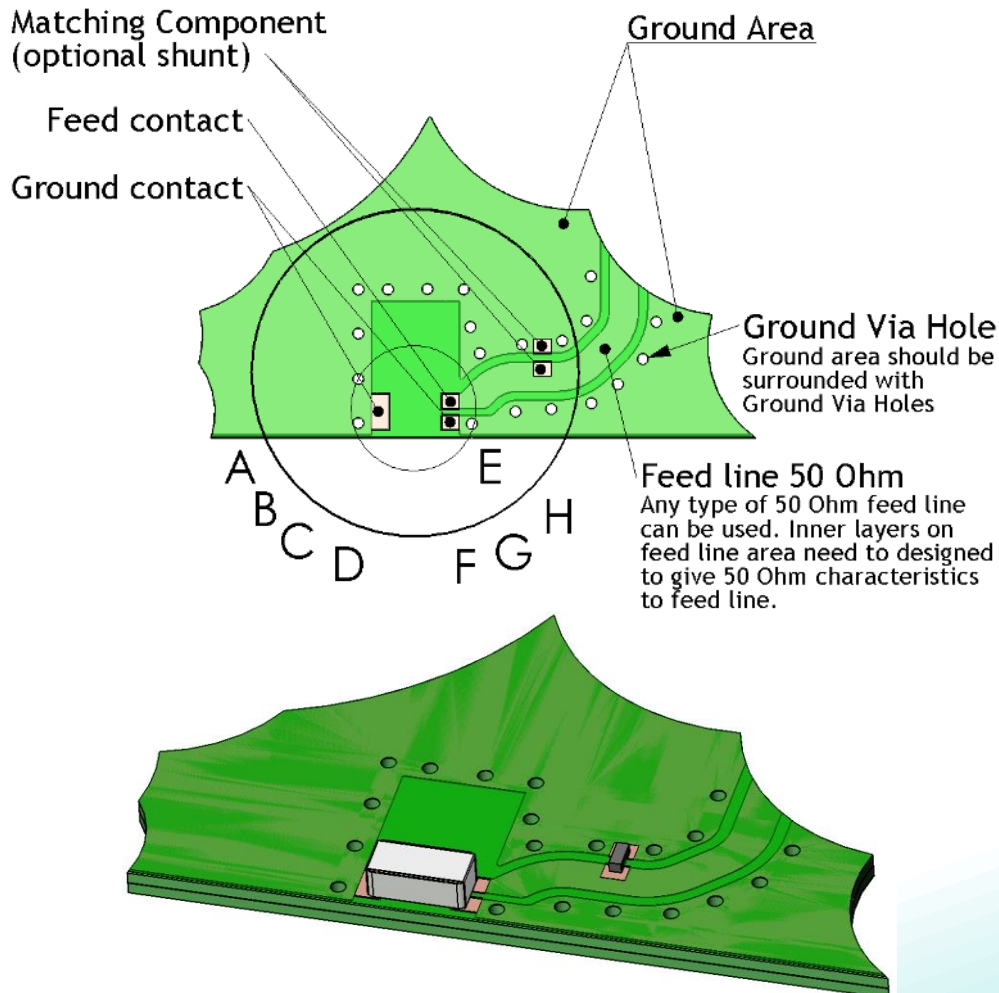 Matching Component
(optional shunt)
Ground Area
Feed contact
Ground contact
Ground Via Hole
Ground area should be
surrounded with
Ground Via Holes
A
B
C
D
E
F
G
H
Feed line 50 Ohm
Any type of 50 Ohm feed line
can be used. Inner layers on
feed line area need to designed
to give 50 Ohm characteristics
to feed line.